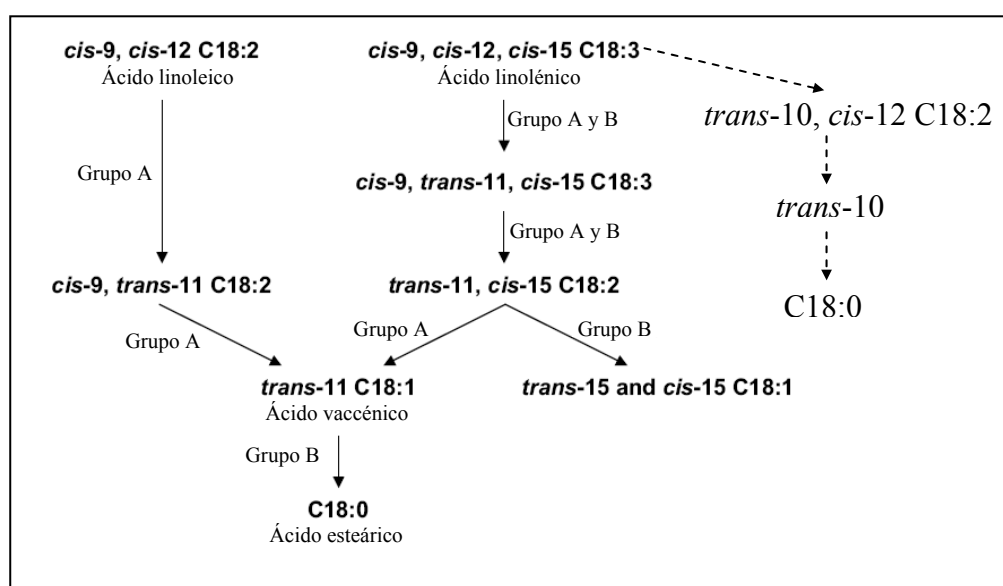 cis-9, cis-12 C18:2
Ácido linoleico
cis-9, cis-12, cis-15 C18:3
Ácido linolénico
trans-10, cis-12 C18:2
Grupo A y B
Grupo A
cis-9, trans-11, cis-15 C18:3
trans-10
Grupo A y B
cis-9, trans-11 C18:2
trans-11, cis-15 C18:2
C18:0
Grupo A
Grupo A
Grupo B
trans-11 C18:1
Ácido vaccénico
trans-15 and cis-15 C18:1
Grupo B
C18:0
Ácido esteárico